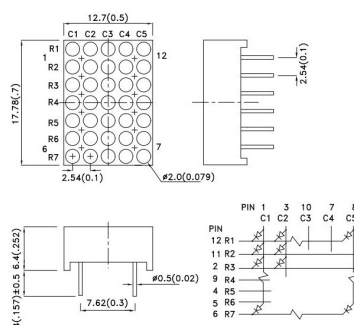 12.7(0.5)
C1 C2 C3 C4 C5
R1
1
12
R2
R3
R4
R5
R6
6
7
R7
17.78(.7)
2.54(0.1)
ø2.0(0.079)
2.54(0.1)
6.4(.252)
(.157)±0.5
ø0.5(0.02)
7.62(0.3)
PIN 1 3 10 7 8
C1 C2 C3 C4
PIN
12 R1
11 R2
2 R3
9 R4
4 R5
5 R6
6 R7